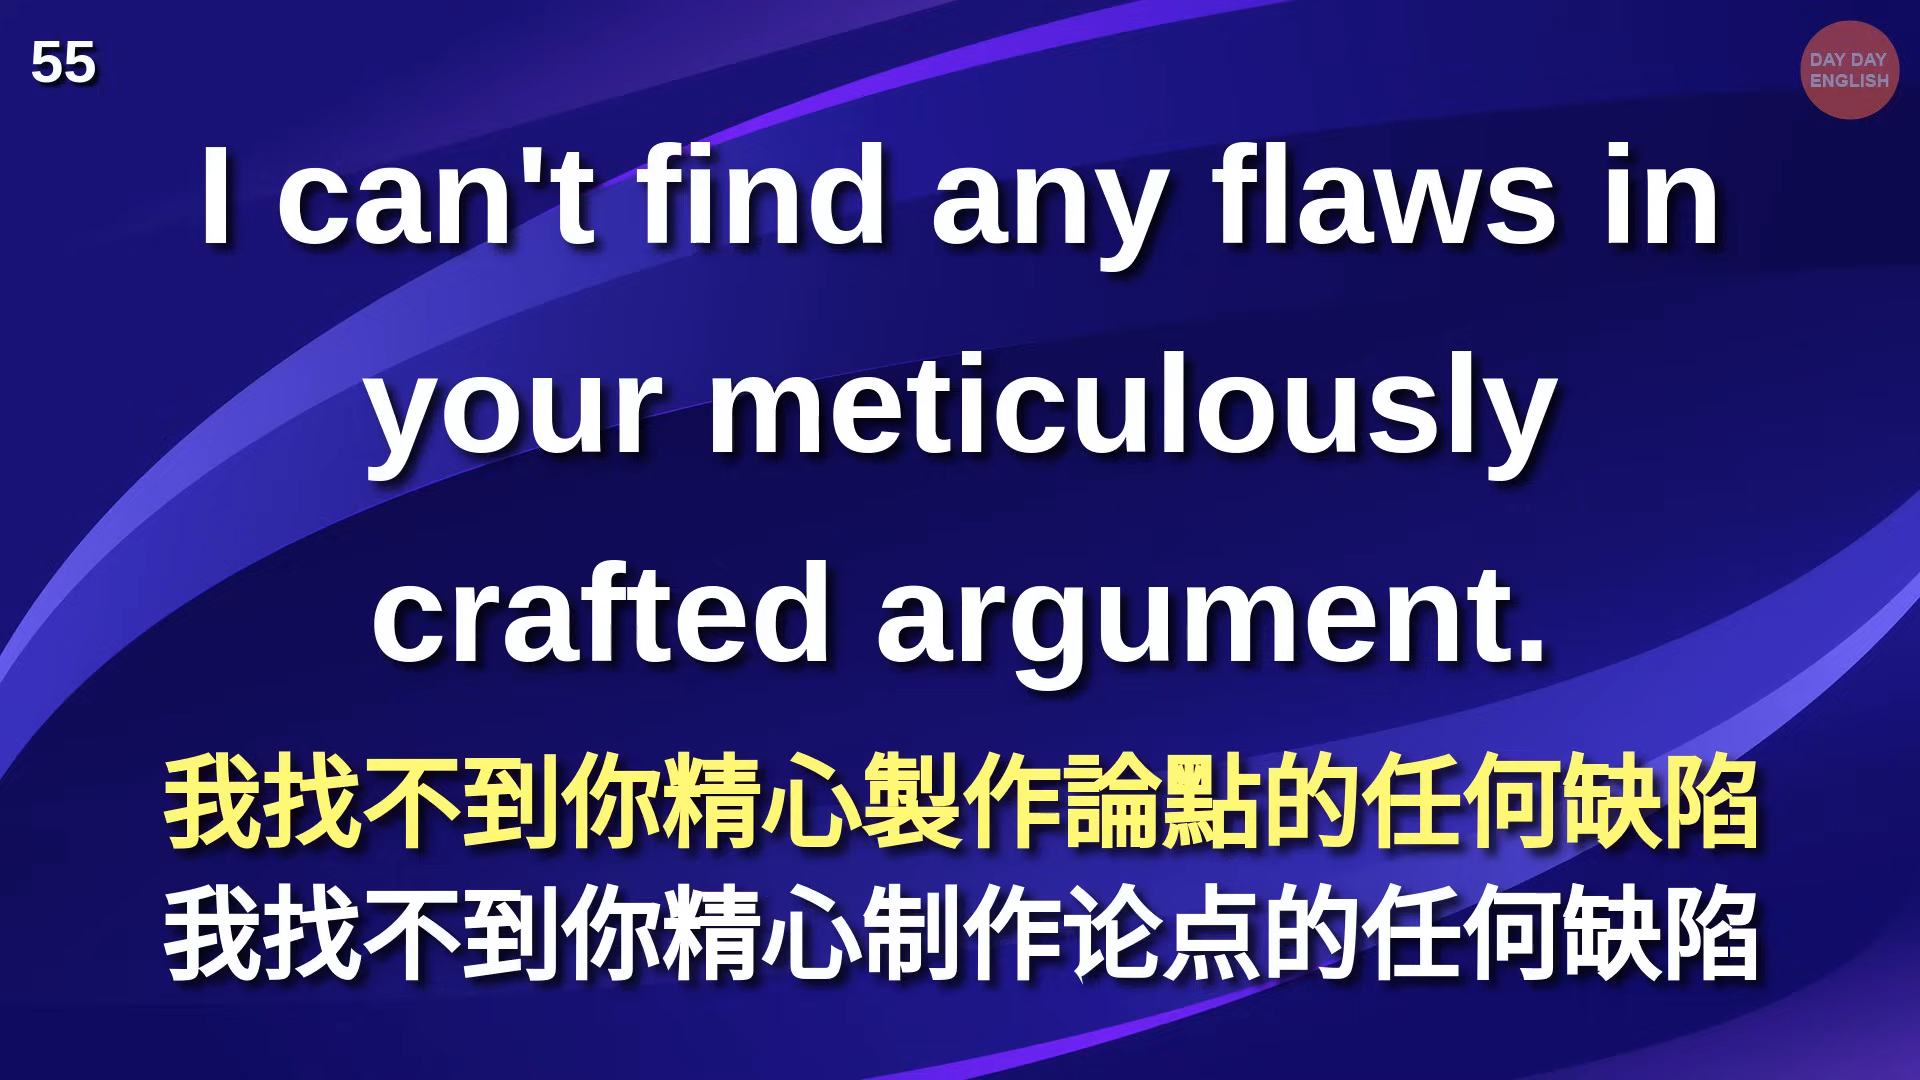 55
DAY DAY
ENGLISH
I can't find any flaws in
your meticulously
crafted argument.
我找不到你精心製作論點的任何缺陷
我找不到你精心制作论点的任何缺陷